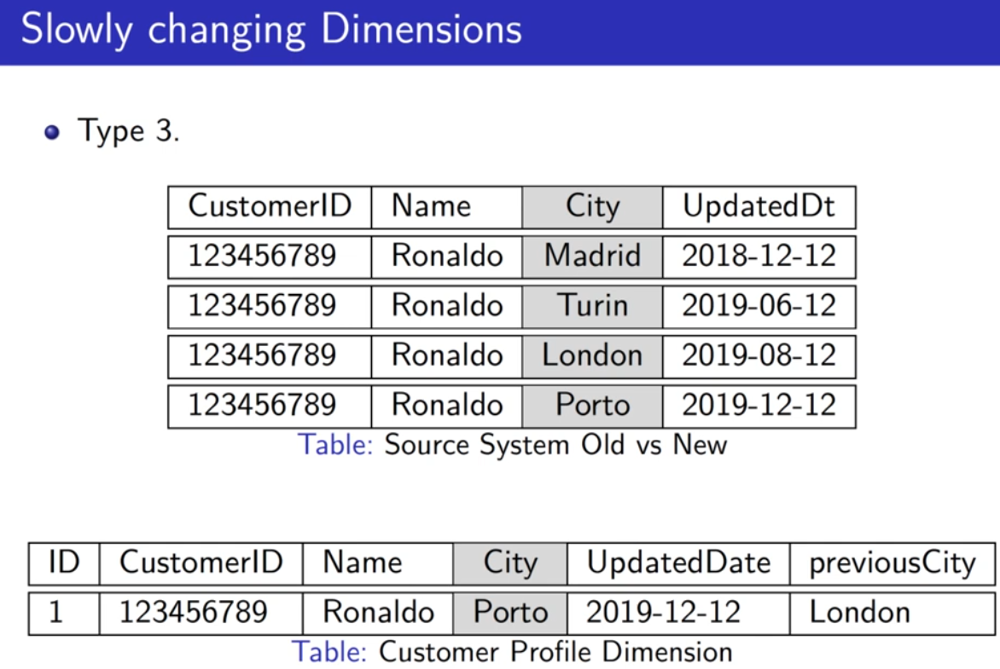 Slowly changing Dimensions
Type 3.
CustomerID Name City UpdatedDt
123456789 Ronaldo Madrid 2018-12-12
123456789 Ronaldo Turin 2019-06-12
123456789 Ronaldo London 2019-08-12
123456789 Ronaldo Porto 2019-12-12
Table: Source System Old vs New
ID CustomerID Name City UpdatedDate previousCity
1 123456789 Ronaldo Porto 2019-12-12 London
Table: Customer Profile Dimension